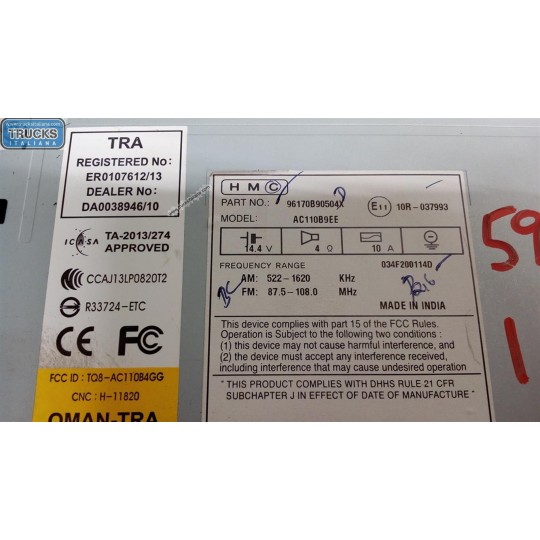 www.truckstaliana.com
TRUCKS
ITALIANA
TRA
REGISTERED No:
ER0107612/13
DEALER No:
DA0038946/10
ICASA
TA-2013/274
APPROVED
CCAJ13LP0820T2
R33724-ETC
CE FC
FCC ID : TQ8-AC110B4GG
CNC : H-11820
OMAN-TRA
HMC
PART NO.: 96170B90504X
D
E11 10R-037993
MODEL: AC110B9EE
14.4 V
4 Ω
10 A
FREQUENCY RANGE 034F200114D
AM: 522-1620 KHz
FM: 87.5-108.0 MHz
MADE IN INDIA
This device complies with part 15 of the FCC Rules.
Operation is Subject to the following two conditions:
(1) this device may not cause harmful interference, and
(2) the device must accept any interference received,
including interference that may cause undesired operation
" THIS PRODUCT COMPLIES WITH DHHS RULE 21 CFR
SUBCHAPTER J IN EFFECT OF DATE OF MANUFACTURE "
59
1